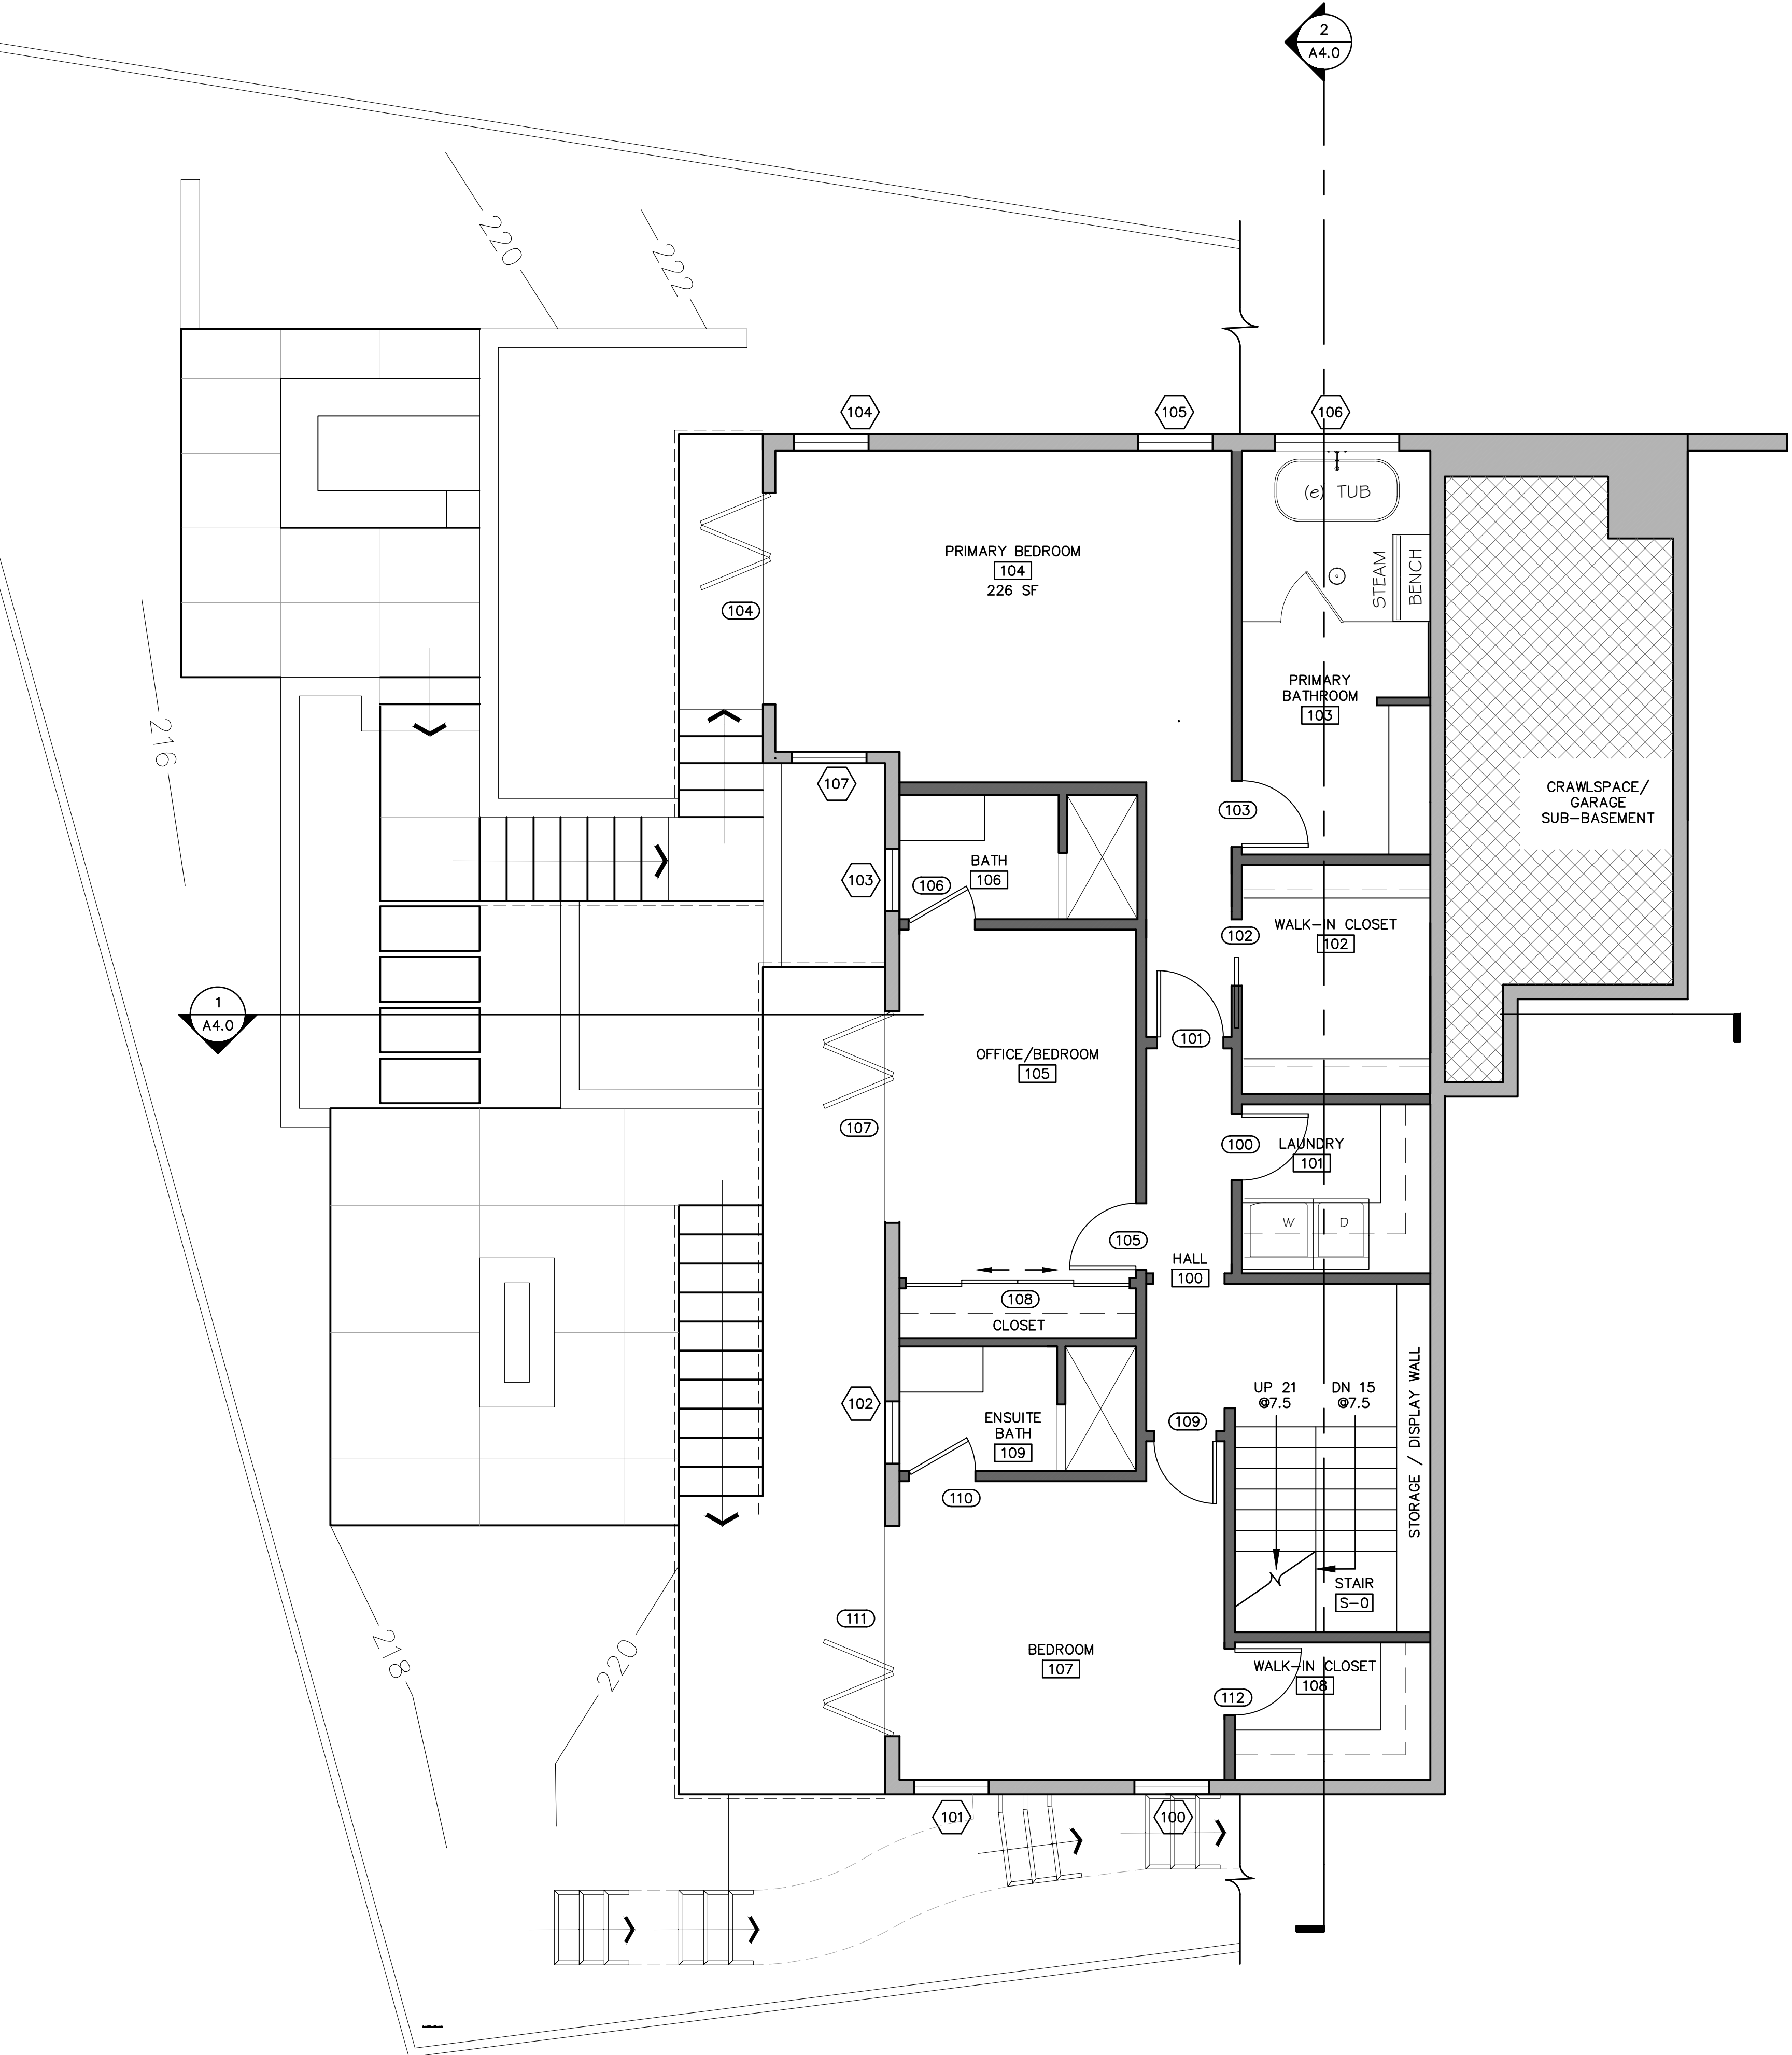 2
A4.0
220
222
104
105
106
(e) TUB
PRIMARY BEDROOM
104
226 SF
STEAM
BENCH
104
216
PRIMARY
BATHROOM
103
107
CRAWLSPACE/
GARAGE
SUB-BASEMENT
103
BATH
106
106
103
102
WALK-IN CLOSET
102
1
A4.0
101
OFFICE/BEDROOM
105
107
100
LAUNDRY
101
W
D
105
HALL
100
108
CLOSET
102
ENSUITE
BATH
109
109
UP 21
@7.5
DN 15
@7.5
STORAGE / DISPLAY WALL
110
STAIR
S-0
111
218
220
BEDROOM
107
WALK-IN CLOSET
108
112
101
100